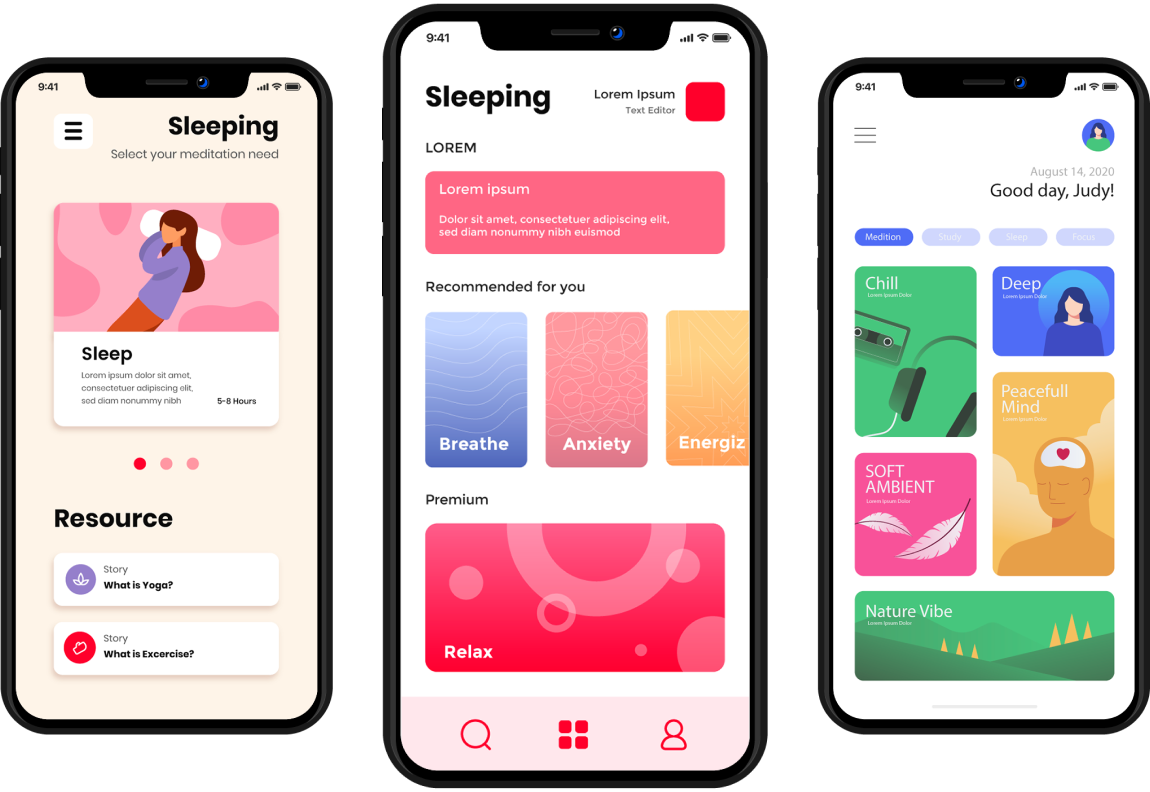 9:41
Sleeping
Select your meditation need
Sleep
Lorem ipsum dolor sit amet,
consectetuer adipiscing elit,
sed diam nonummy nibh
5-8 Hours
Resource
Story
What is Yoga?
Story
What is Excercise?
9:41
Sleeping
Lorem Ipsum
Text Editor
LOREM
Lorem ipsum
Dolor sit amet, consectetuer adipiscing elit,
sed diam nonummy nibh euismod
Recommended for you
Breathe
Anxiety
Energiz
Premium
Relax
9:41
August 14, 2020
Good day, Judy!
Medition
Study
Sleep
Focus
Chill
Lorem Ipsum Dolor
Deep
Lorem Ipsum Dolor
Peacefull
Mind
Lorem Ipsum Dolor
SOFT
AMBIENT
Lorem Ipsum Dolor
Nature Vibe
Lorem Ipsum Dolor